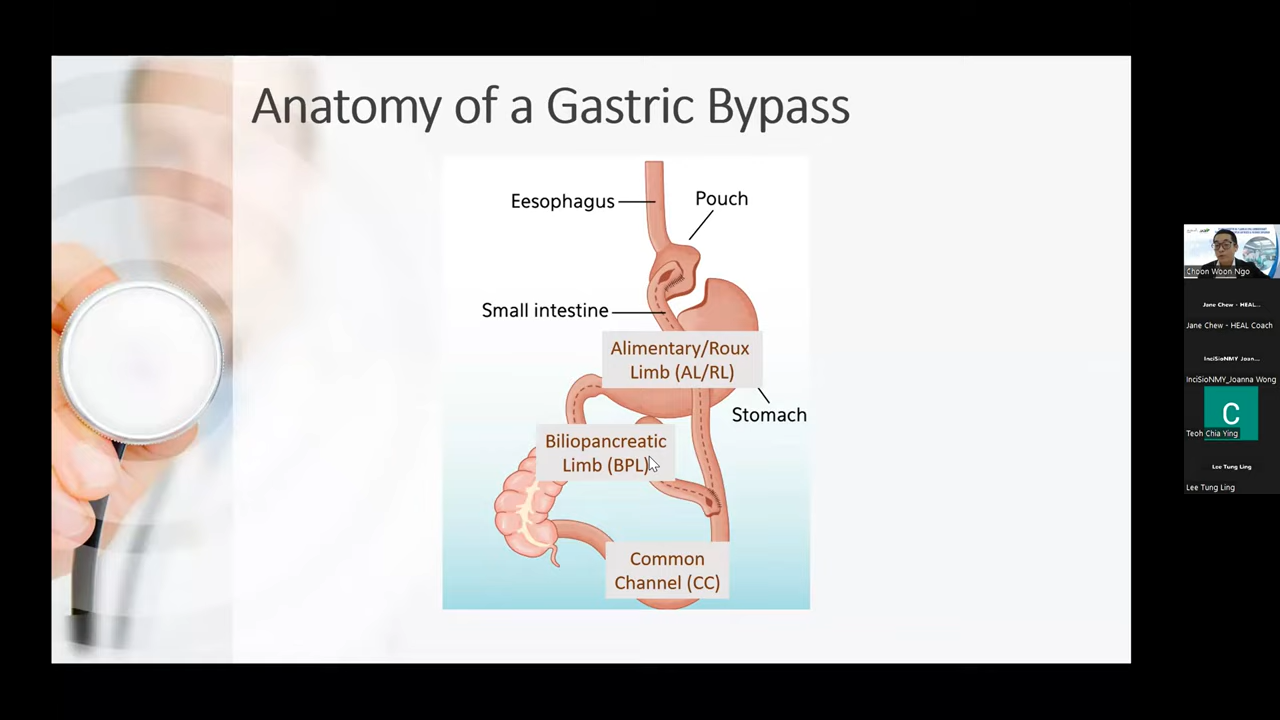 Anatomy of a Gastric Bypass
Eesophagus
Pouch
Small intestine
Alimentary/Roux
Limb (AL/RL)
Stomach
Biliopancreatic
Limb (BPL)
Common
Channel (CC)
Choon Woon Ngo
Jane Chew - HEAL...
Jane Chew - HEAL Coach
InciSioNMY_Joan...
InciSioNMY_Joanna Wong
C
Teoh Chia Ying
Lee Tung Ling
Lee Tung Ling